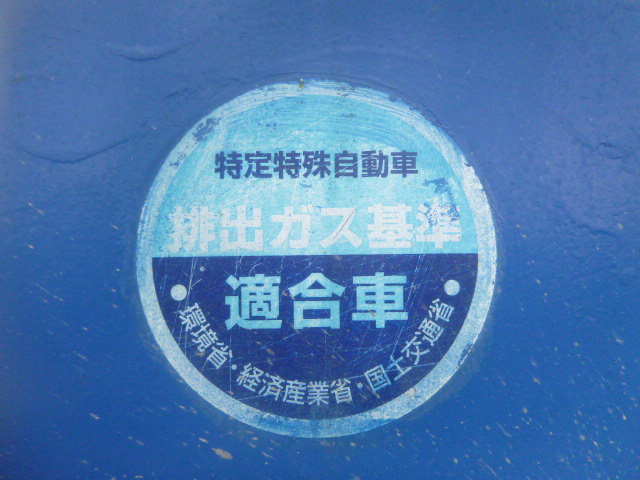 特定特殊自動車
排出ガス基準
適合車
環境省・経済産業省・国土交通省